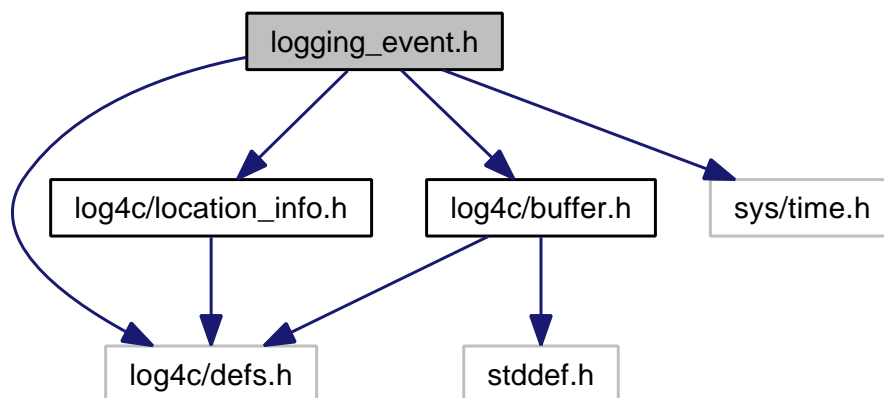 logging_event.h
log4c/location_info.h
log4c/buffer.h
sys/time.h
log4c/defs.h
stddef.h